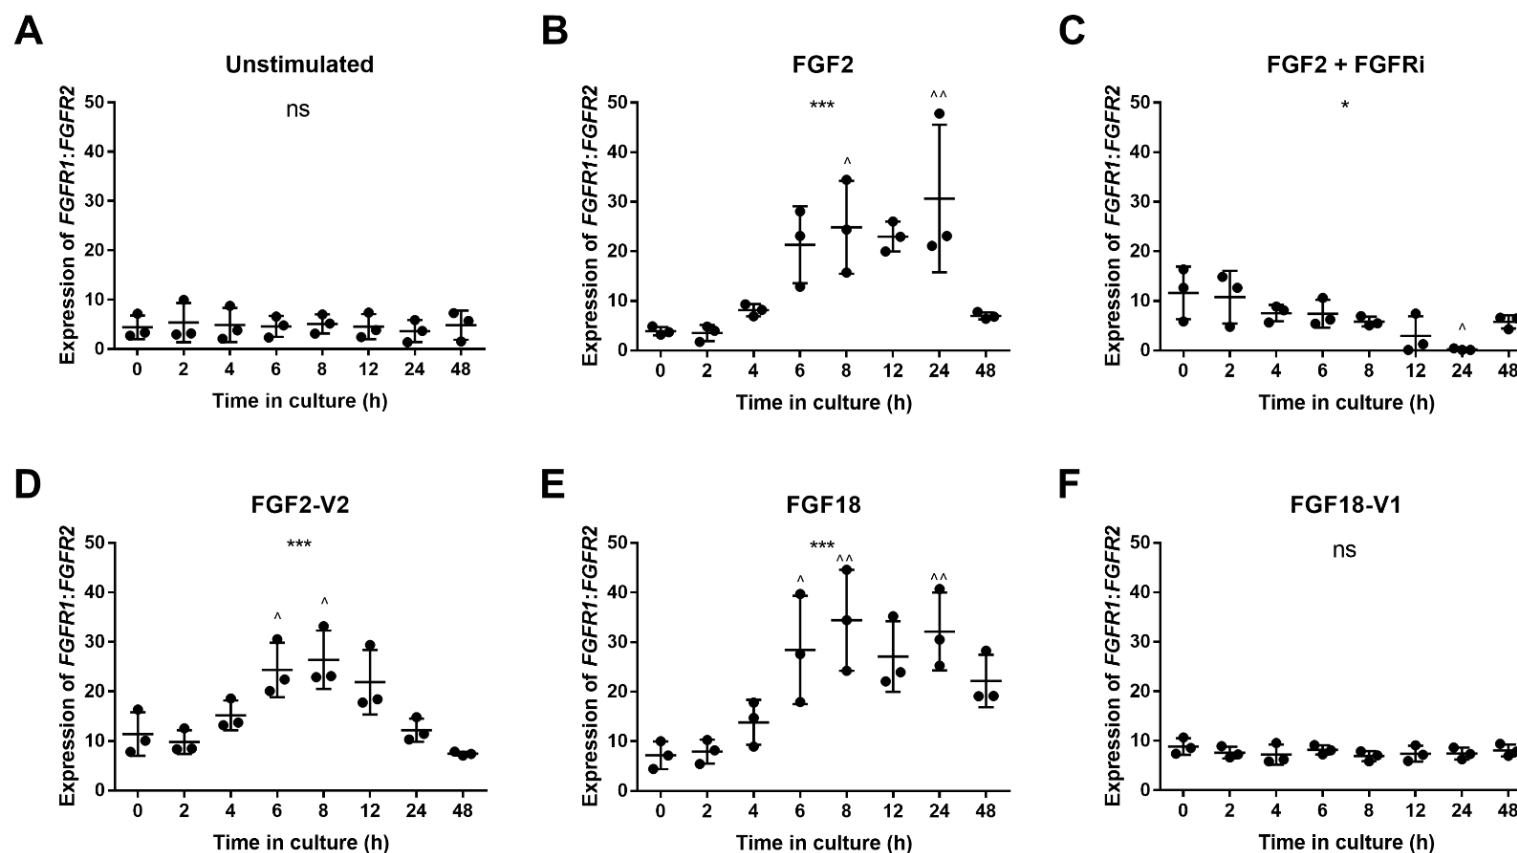 A
Unstimulated
ns
Expression of FGFR1:FGFR2
50
40
30
20
10
0
0 2 4 6 8 12 24 48
Time in culture (h)
B
FGF2
*** ^ ^^
Expression of FGFR1:FGFR2
50
40
30
20
10
0
0 2 4 6 8 12 24 48
Time in culture (h)
C
FGF2 + FGFRi
* ^
Expression of FGFR1:FGFR2
50
40
30
20
10
0
0 2 4 6 8 12 24 48
Time in culture (h)
D
FGF2-V2
***
^ ^
Expression of FGFR1:FGFR2
50
40
30
20
10
0
0 2 4 6 8 12 24 48
Time in culture (h)
E
FGF18
***
^ ^^ ^^
Expression of FGFR1:FGFR2
50
40
30
20
10
0
0 2 4 6 8 12 24 48
Time in culture (h)
F
FGF18-V1
ns
Expression of FGFR1:FGFR2
50
40
30
20
10
0
0 2 4 6 8 12 24 48
Time in culture (h)